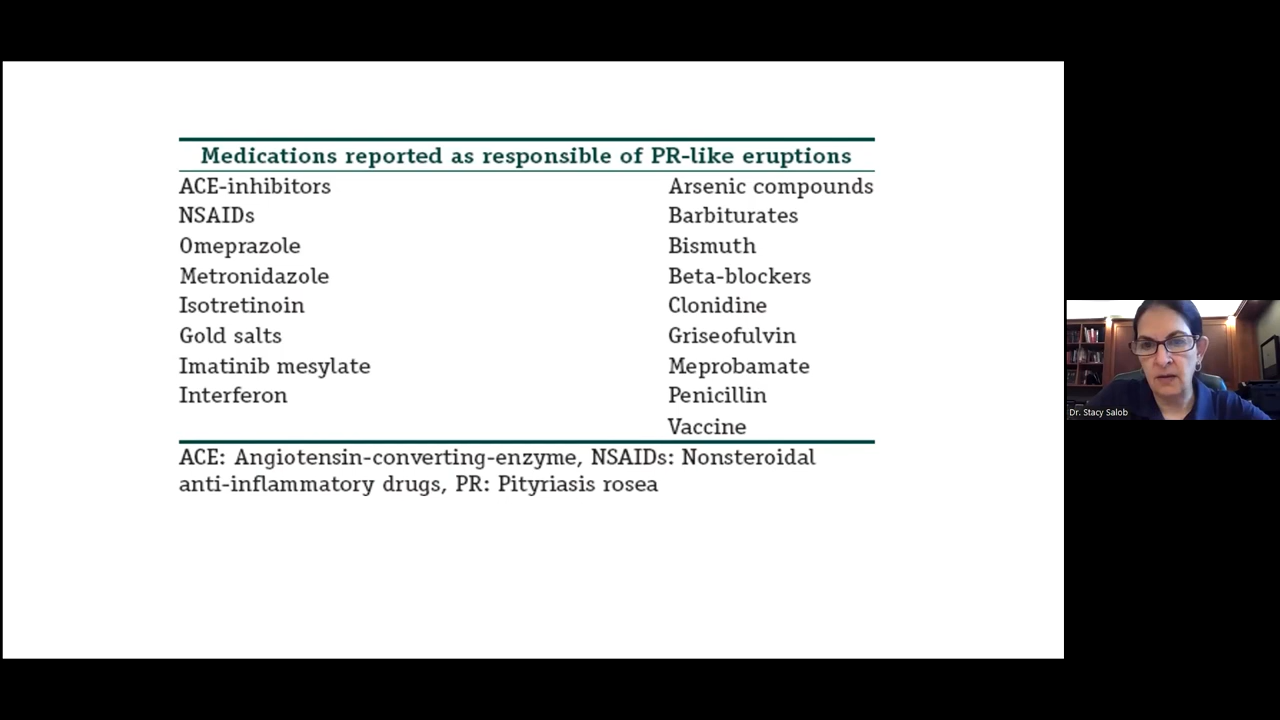 Medications reported as responsible of PR-like eruptions
ACE-inhibitors
Arsenic compounds
NSAIDs
Barbiturates
Omeprazole
Bismuth
Metronidazole
Beta-blockers
Isotretinoin
Clonidine
Gold salts
Griseofulvin
Imatinib mesylate
Meprobamate
Interferon
Penicillin
Vaccine
ACE: Angiotensin-converting-enzyme, NSAIDs: Nonsteroidal
anti-inflammatory drugs, PR: Pityriasis rosea
Dr. Stacy Salob